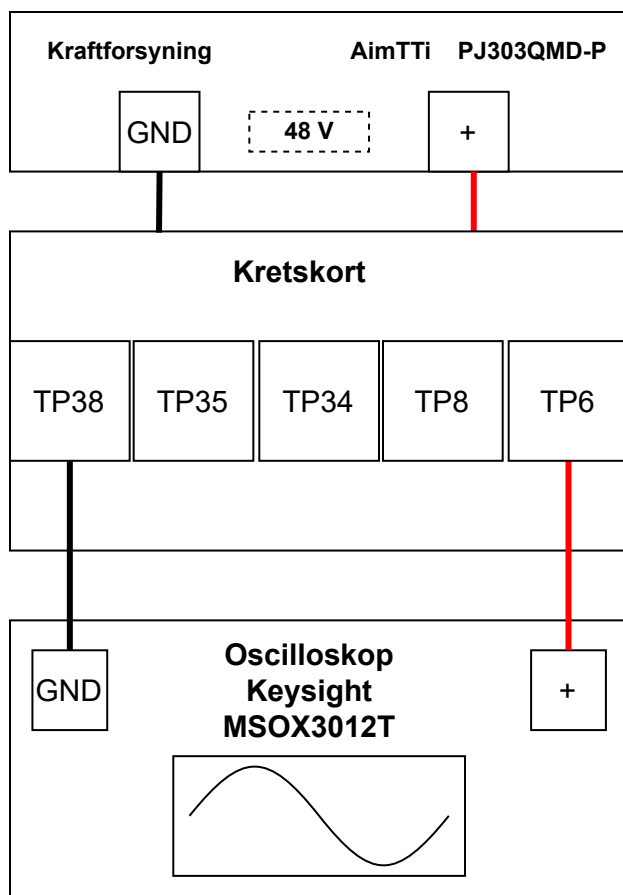 Kraftforsyning AimTTi PJ303QMD-P
GND 48 V +
Kretskort
TP38 TP35 TP34 TP8 TP6
Oscilloskop
Keysight
MSOX3012T
GND +